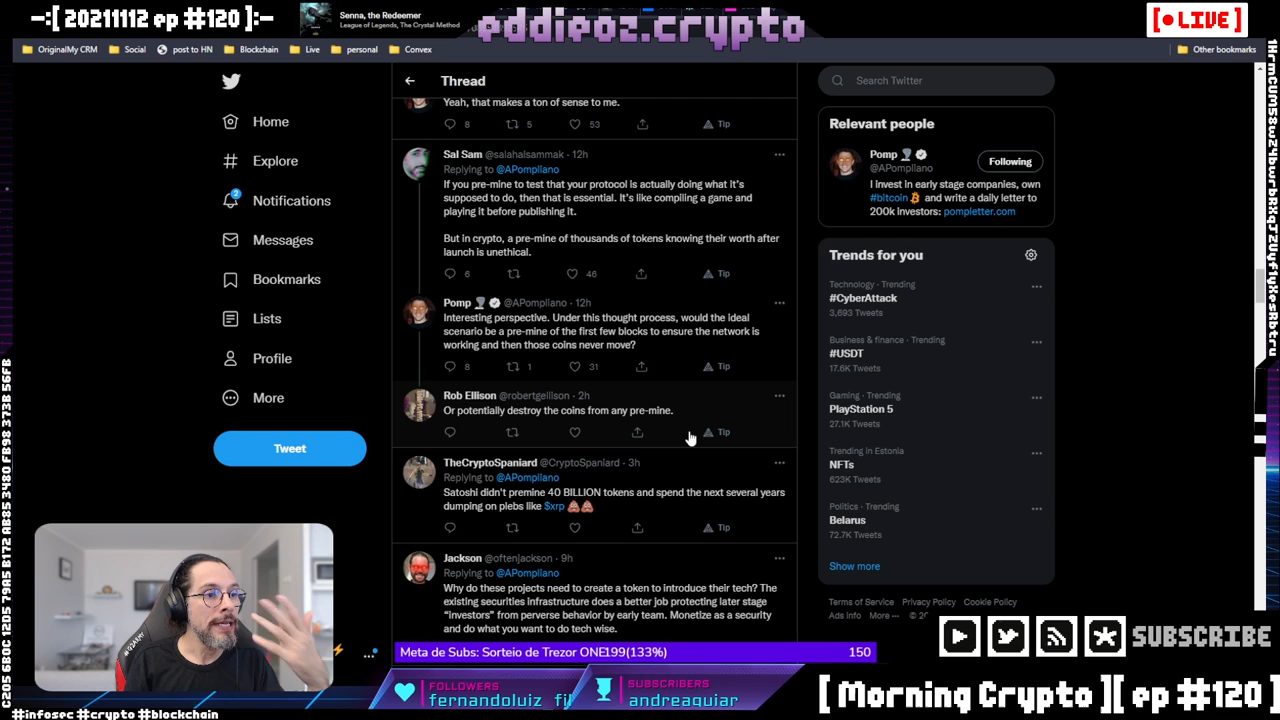 -:[ 20211112 ep #120 ]:-
Senna, the Redeemer
League of Legends, The Crystal Method
eddieoz.crypto
[● LIVE]
OriginalMy CRM
Social
post to HN
Blockchain
Live
personal
Convex
Other bookmarks
Home
Explore
2
Notifications
Messages
Bookmarks
Lists
Profile
More
Tweet
Thread
Yeah, that makes a ton of sense to me.
8 5 53 Tip
Sal Sam @salahalsammak · 12h
Replying to @APompliano
If you pre-mine to test that your protocol is actually doing what it's
supposed to do, then that is essential. It's like compiling a game and
playing it before publishing it.
But in crypto, a pre-mine of thousands of tokens knowing their worth after
launch is unethical.
6 46 Tip
Pomp @APompliano · 12h
Interesting perspective. Under this thought process, would the ideal
scenario be a pre-mine of the first few blocks to ensure the network is
working and then those coins never move?
8 1 31 Tip
Rob Ellison @robertgellison · 2h
Or potentially destroy the coins from any pre-mine.
Tip
TheCryptoSpaniard @CryptoSpaniard · 3h
Replying to @APompliano
Satoshi didn't premine 40 BILLION tokens and spend the next several years
dumping on plebs like $xrp 💩💩
Tip
Jackson @oftenjackson · 9h
Replying to @APompliano
Why do these projects need to create a token to introduce their tech? The
existing securities infrastructure does a better job protecting later stage
"investors" from perverse behavior by early team. Monetize as a security
and do what you want to do tech wise.
Search Twitter
Relevant people
Pomp
@APompliano
Following
I invest in early stage companies, own
#bitcoin and write a daily letter to
200k investors: pompletter.com
Trends for you
Technology · Trending
#CyberAttack
3,693 Tweets
Business & finance · Trending
#USDT
17.6K Tweets
Gaming · Trending
PlayStation 5
27.1K Tweets
Trending in Estonia
NFTs
623K Tweets
Politics · Trending
Belarus
72.7K Tweets
Show more
Terms of Service Privacy Policy Cookie Policy
Ads info More ··· © 20
Meta de Subs: Sorteio de Trezor ONE199(133%) 150
SUBSCRIBE
FOLLOWERS
fernandoluiz_fil
SUBSCRIBERS
andreaguiar
[ Morning Crypto ][ ep #120 ]
#infosec #crypto #blockchain